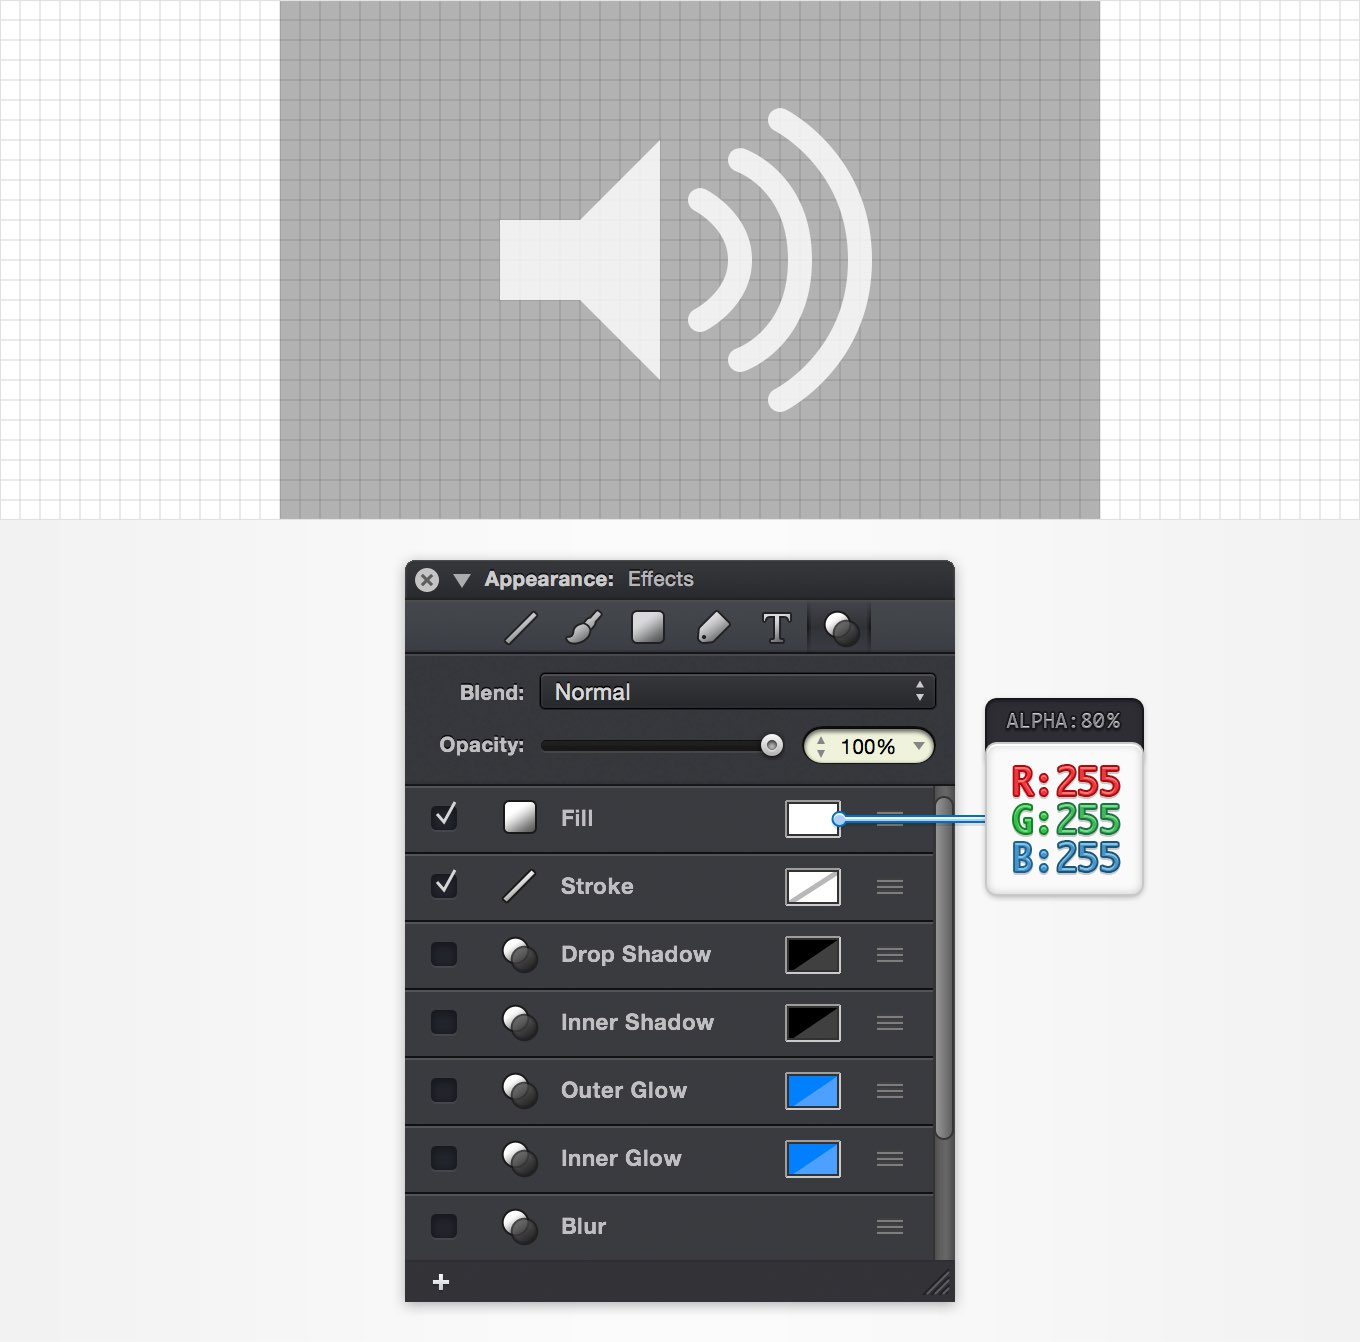 Appearance: Effects
T
Blend: Normal
Opacity: 100%
ALPHA:80%
R:255
G:255
B:255
Fill
Stroke
Drop Shadow
Inner Shadow
Outer Glow
Inner Glow
Blur